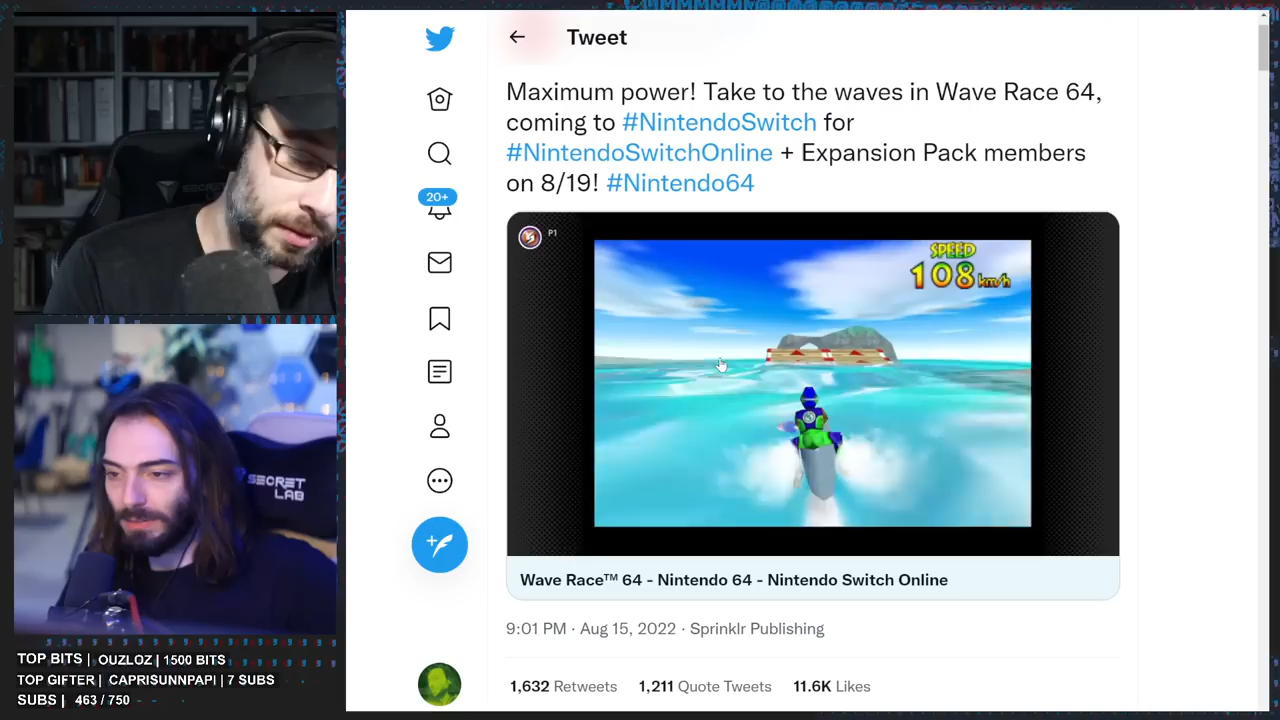 Tweet
Maximum power! Take to the waves in Wave Race 64,
coming to #NintendoSwitch for
#NintendoSwitchOnline + Expansion Pack members
on 8/19! #Nintendo64
20+
P1
SPEED
108 km/h
Wave Race™ 64 - Nintendo 64 - Nintendo Switch Online
9:01 PM · Aug 15, 2022 · Sprinklr Publishing
1,632 Retweets 1,211 Quote Tweets 11.6K Likes
SECRET
LAB
TOP BITS | OUZLOZ | 1500 BITS
TOP GIFTER | CAPRISUNNPAPI | 7 SUBS
SUBS | 463 / 750